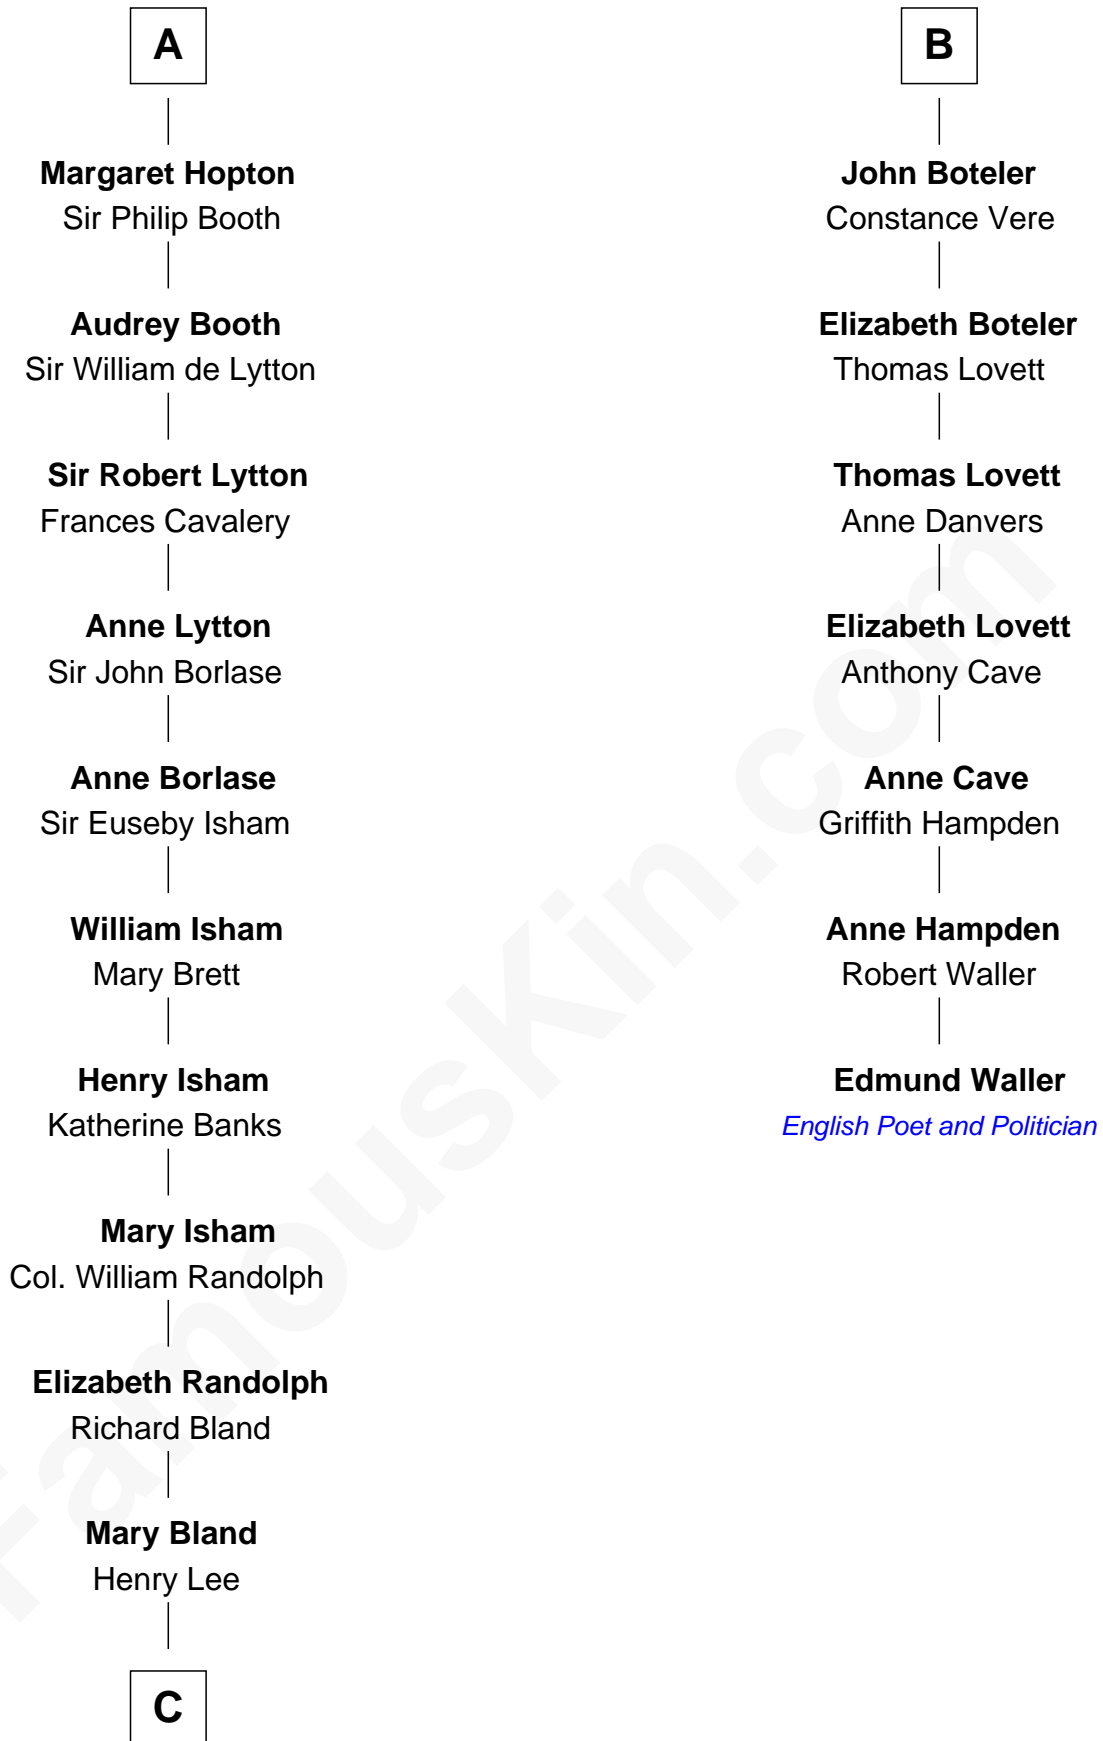 A
Margaret Hopton
Sir Philip Booth
Audrey Booth
Sir William de Lytton
Sir Robert Lytton
Frances Cavalery
Anne Lytton
Sir John Borlase
Anne Borlase
Sir Euseby Isham
William Isham
Mary Brett
Henry Isham
Katherine Banks
Mary Isham
Col. William Randolph
Elizabeth Randolph
Richard Bland
Mary Bland
Henry Lee
C
B
John Boteler
Constance Vere
Elizabeth Boteler
Thomas Lovett
Thomas Lovett
Anne Danvers
Elizabeth Lovett
Anthony Cave
Anne Cave
Griffith Hampden
Anne Hampden
Robert Waller
Edmund Waller
English Poet and Politician
FamousKin.com